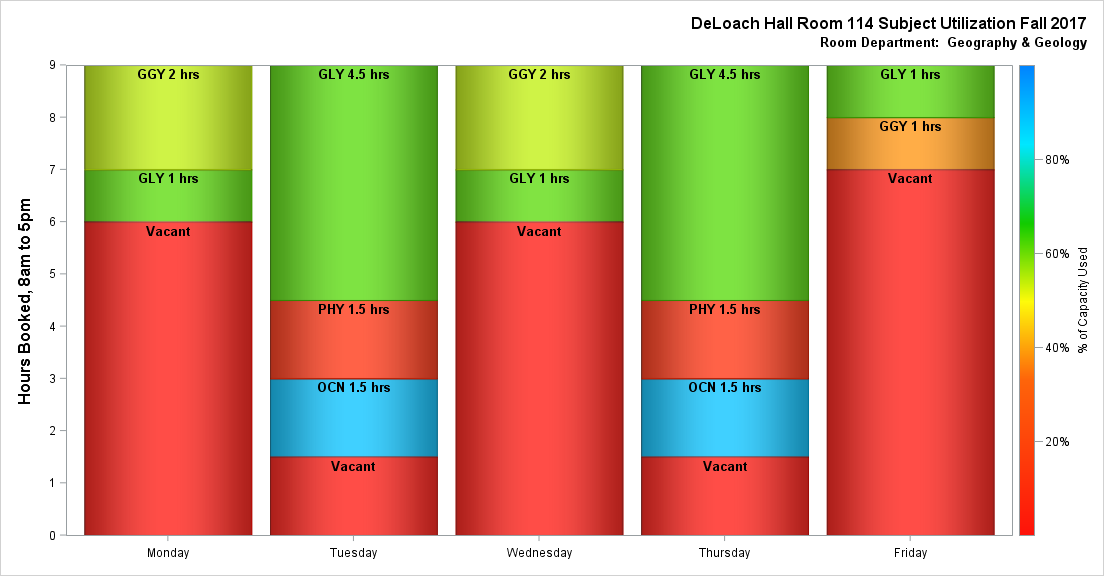 DeLoach Hall Room 114 Subject Utilization Fall 2017
Room Department: Geography & Geology
Hours Booked, 8am to 5pm
9
8
7
6
5
4
3
2
1
0
GGY 2 hrs
GLY 1 hrs
Vacant
Monday
GLY 4.5 hrs
PHY 1.5 hrs
OCN 1.5 hrs
Vacant
Tuesday
GGY 2 hrs
GLY 1 hrs
Vacant
Wednesday
GLY 4.5 hrs
PHY 1.5 hrs
OCN 1.5 hrs
Vacant
Thursday
GLY 1 hrs
GGY 1 hrs
Vacant
Friday
80%
60%
40%
20%
% of Capacity Used